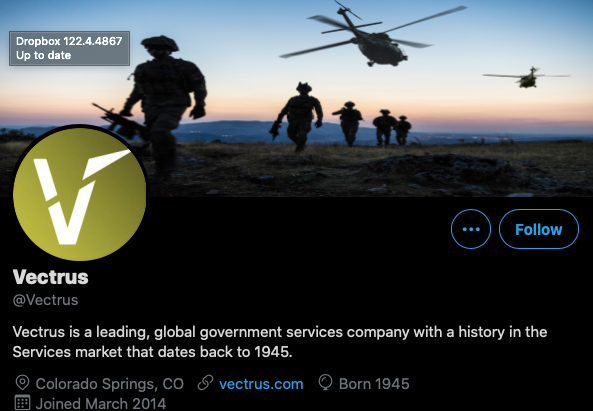 Dropbox 122.4.4867
Up to date
V
Follow
Vectrus
@Vectrus
Vectrus is a leading, global government services company with a history in the
Services market that dates back to 1945.
Colorado Springs, CO vectrus.com Born 1945
Joined March 2014